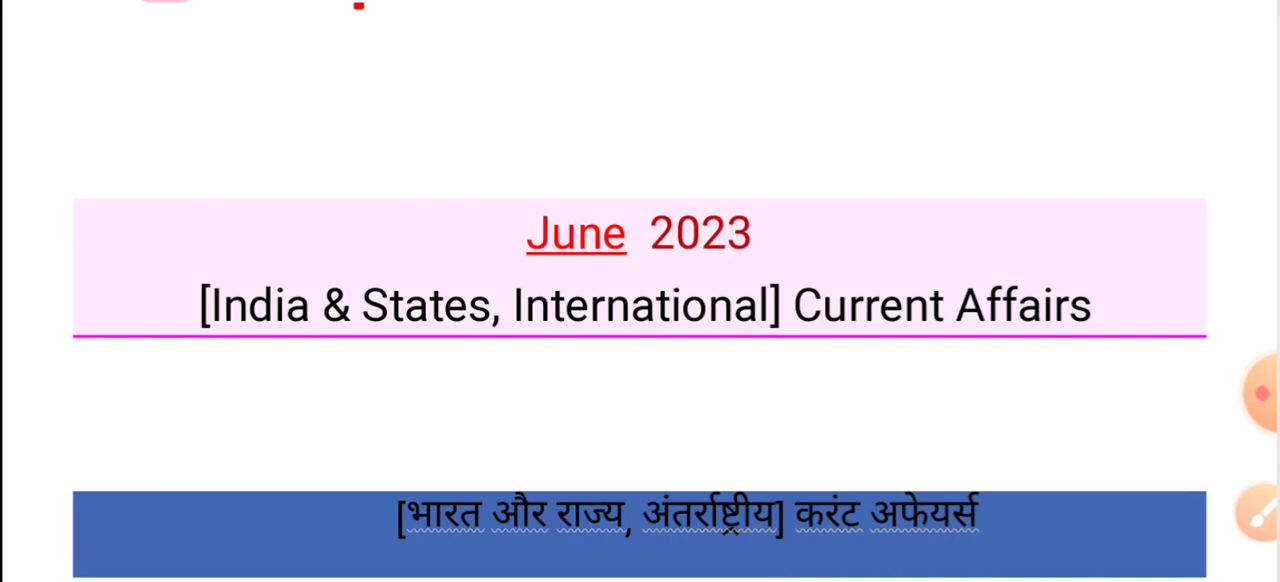 June 2023
[India & States, International] Current Affairs
[भारत और राज्य, अंतर्राष्ट्रीय] करंट अफेयर्स